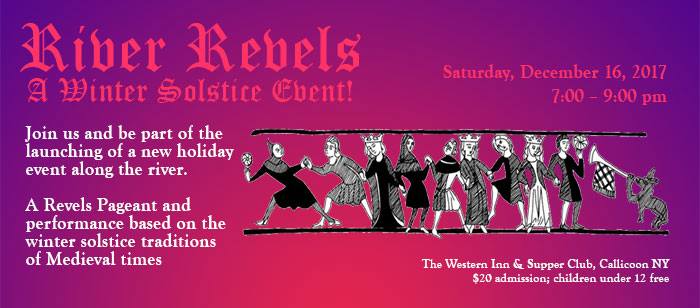 River Revels
A Winter Solstice Event!
Saturday, December 16, 2017
7:00 – 9:00 pm
Join us and be part of the
launching of a new holiday
event along the river.
A Revels Pageant and
performance based on the
winter solstice traditions
of Medieval times
The Western Inn & Supper Club, Callicoon NY
$20 admission; children under 12 free